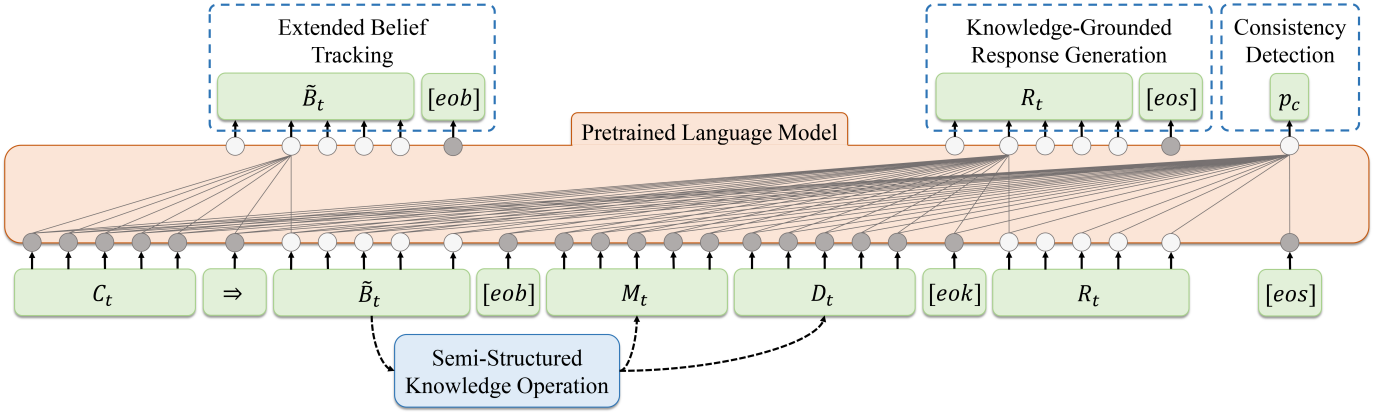 Extended Belief
Tracking
B̃_t
[eob]
Knowledge-Grounded
Response Generation
R_t
[eos]
Consistency
Detection
p_c
Pretrained Language Model
C_t
⇒
B̃_t
[eob]
M_t
D_t
[eok]
R_t
[eos]
Semi-Structured
Knowledge Operation